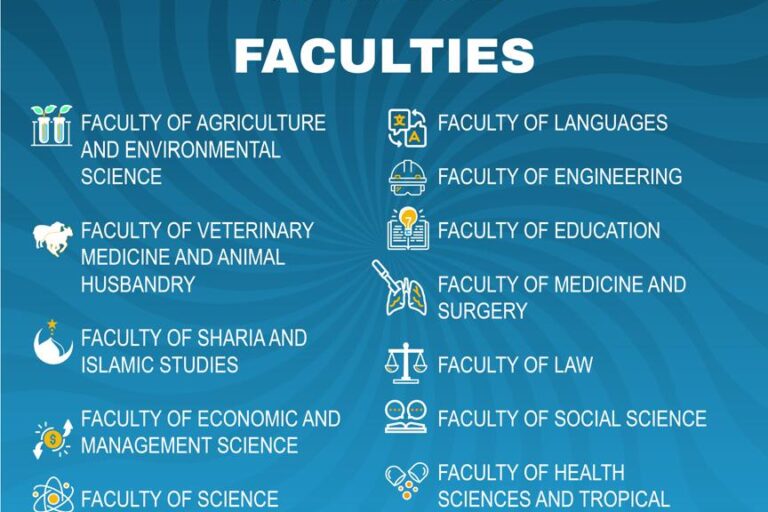 FACULTIES
FACULTY OF AGRICULTURE
AND ENVIRONMENTAL
SCIENCE
FACULTY OF VETERINARY
MEDICINE AND ANIMAL
HUSBANDRY
FACULTY OF SHARIA AND
ISLAMIC STUDIES
FACULTY OF ECONOMIC AND
MANAGEMENT SCIENCE
FACULTY OF SCIENCE
FACULTY OF LANGUAGES
FACULTY OF ENGINEERING
FACULTY OF EDUCATION
FACULTY OF MEDICINE AND
SURGERY
FACULTY OF LAW
FACULTY OF SOCIAL SCIENCE
FACULTY OF HEALTH
SCIENCES AND TROPICAL